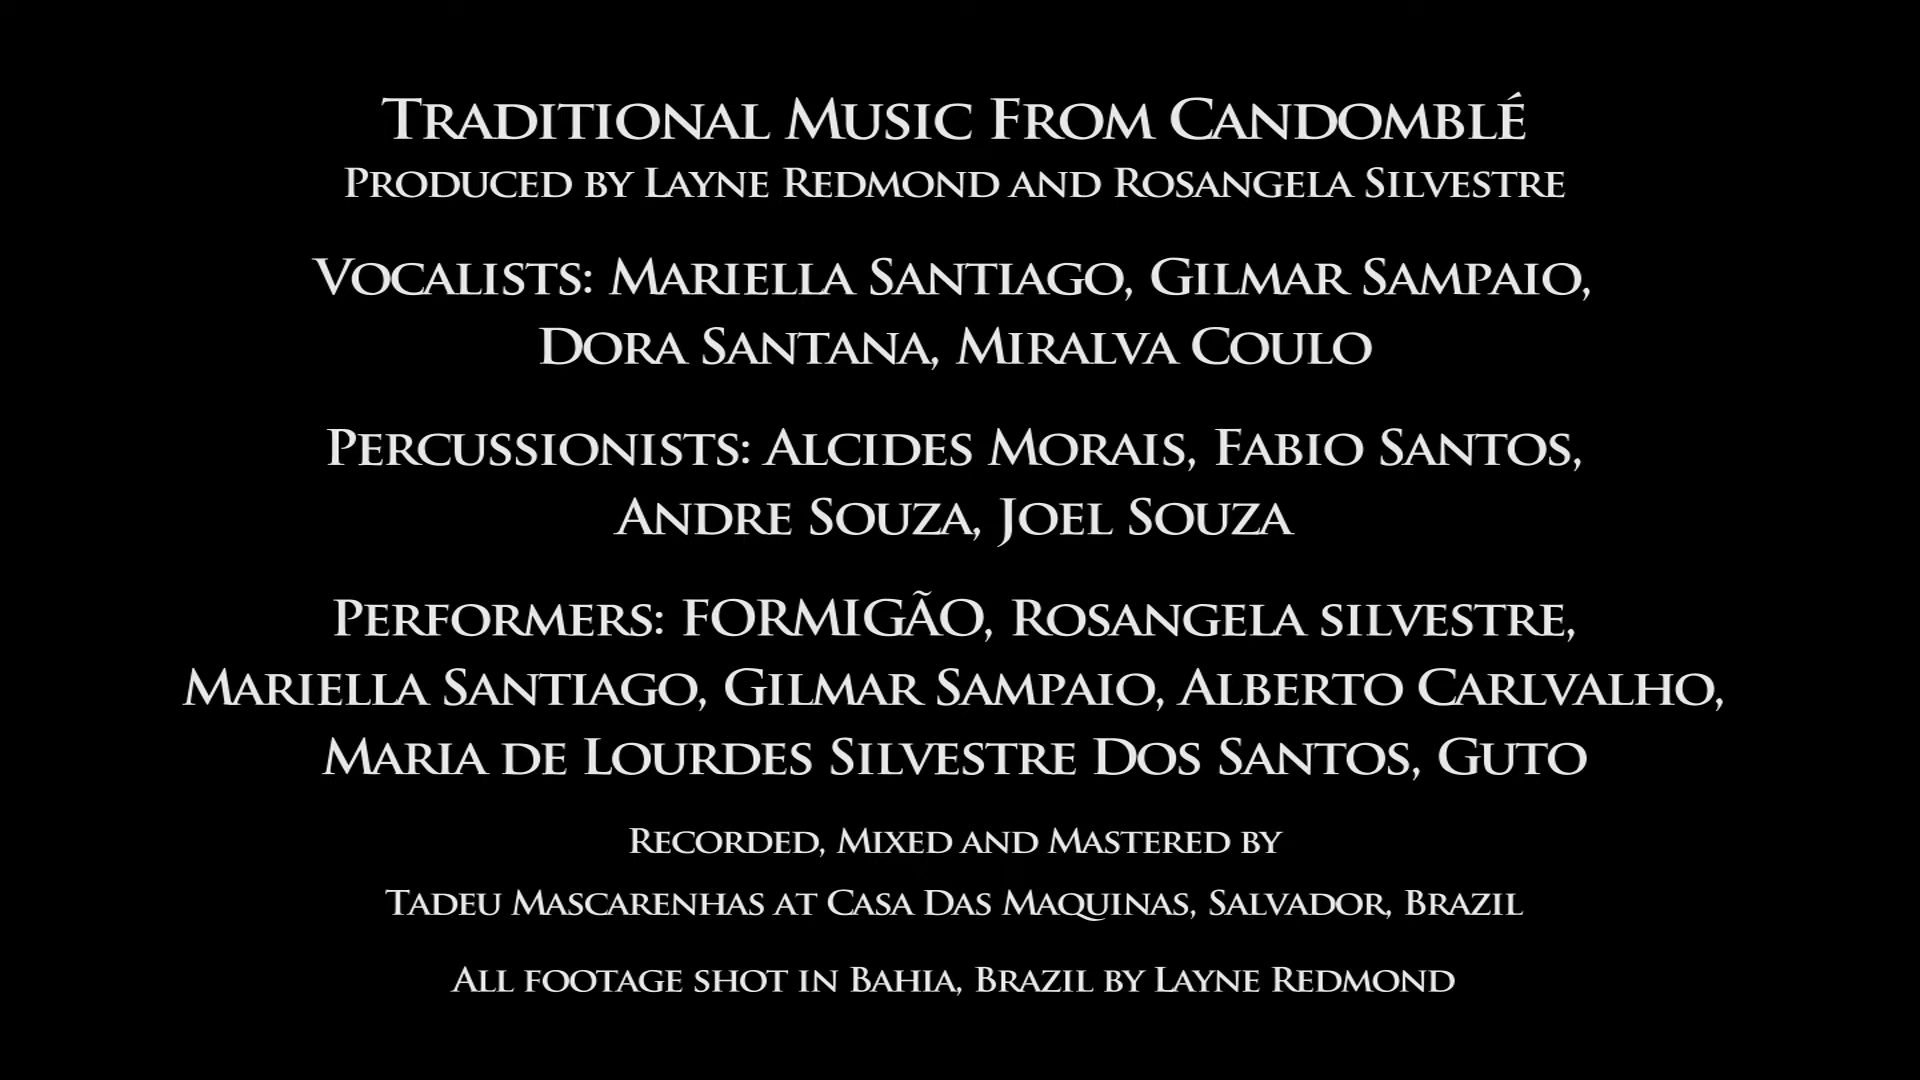 Traditional Music From Candomblé
Produced by Layne Redmond and Rosangela Silvestre
Vocalists: Mariella Santiago, Gilmar Sampaio,
Dora Santana, Miralva Coulo
Percussionists: Alcides Morais, Fabio Santos,
Andre Souza, Joel Souza
Performers: FORMIGÃO, Rosangela silvestre,
Mariella Santiago, Gilmar Sampaio, Alberto Carlvalho,
Maria de Lourdes Silvestre Dos Santos, Guto
Recorded, Mixed and Mastered by
Tadeu Mascarenhas at Casa Das Maquinas, Salvador, Brazil
All footage shot in Bahia, Brazil by Layne Redmond